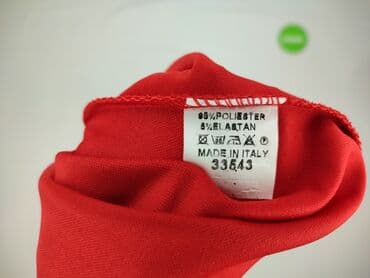 95%POLIESTER
5%ELASTAN
MADE IN ITALY
33543